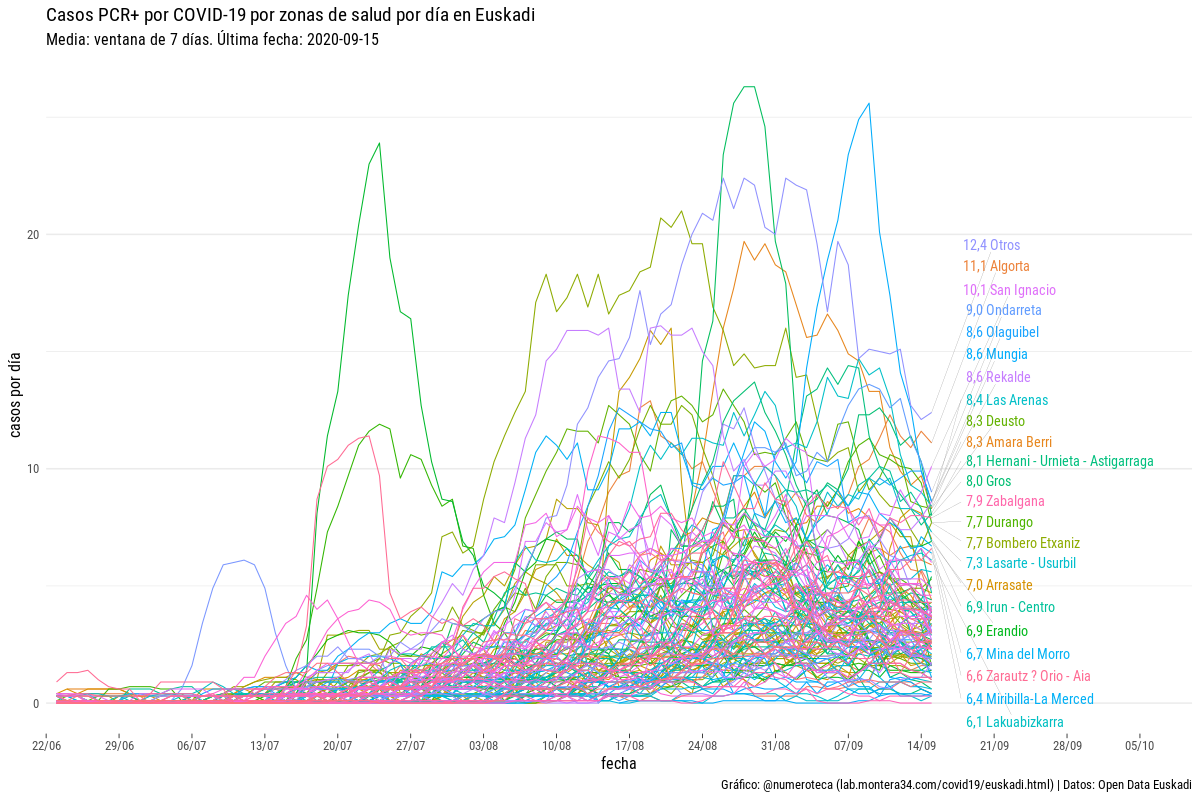 Casos PCR+ por COVID-19 por zonas de salud por día en Euskadi
Media: ventana de 7 días. Última fecha: 2020-09-15
casos por día
20
10
0
12,4 Otros
11,1 Algorta
10,1 San Ignacio
9,0 Ondarreta
8,6 Olaguibel
8,6 Mungia
8,6 Rekalde
8,4 Las Arenas
8,3 Deusto
8,3 Amara Berri
8,1 Hernani - Urnieta - Astigarraga
8,0 Gros
7,9 Zabalgana
7,7 Durango
7,7 Bombero Etxaniz
7,3 Lasarte - Usurbil
7,0 Arrasate
6,9 Irun - Centro
6,9 Erandio
6,7 Mina del Morro
6,6 Zarautz ? Orio - Aia
6,4 Miribilla-La Merced
6,1 Lakuabizkarra
22/06 29/06 06/07 13/07 20/07 27/07 03/08 10/08 17/08 24/08 31/08 07/09 14/09 21/09 28/09 05/10
fecha
Gráfico: @numeroteca (lab.montera34.com/covid19/euskadi.html) | Datos: Open Data Euskadi